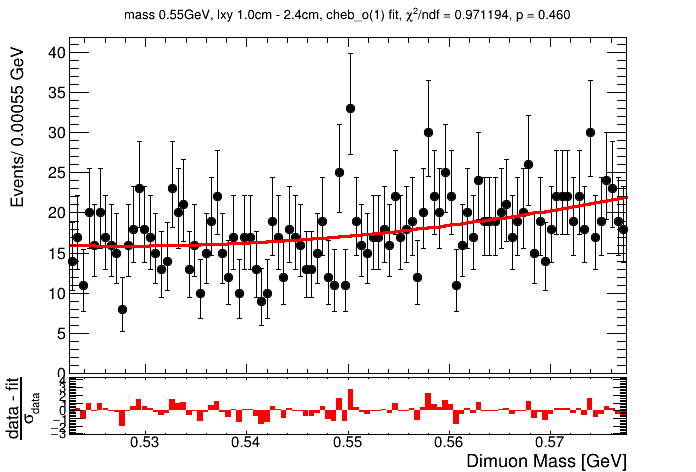 mass 0.55GeV, lxy 1.0cm - 2.4cm, cheb_o(1) fit, χ²/ndf = 0.971194, p = 0.460
Events/ 0.00055 GeV
40
35
30
25
20
15
10
5
0
data - fit
σdata
4
3
2
1
0
−1
−2
−3
0.53 0.54 0.55 0.56 0.57
Dimuon Mass [GeV]